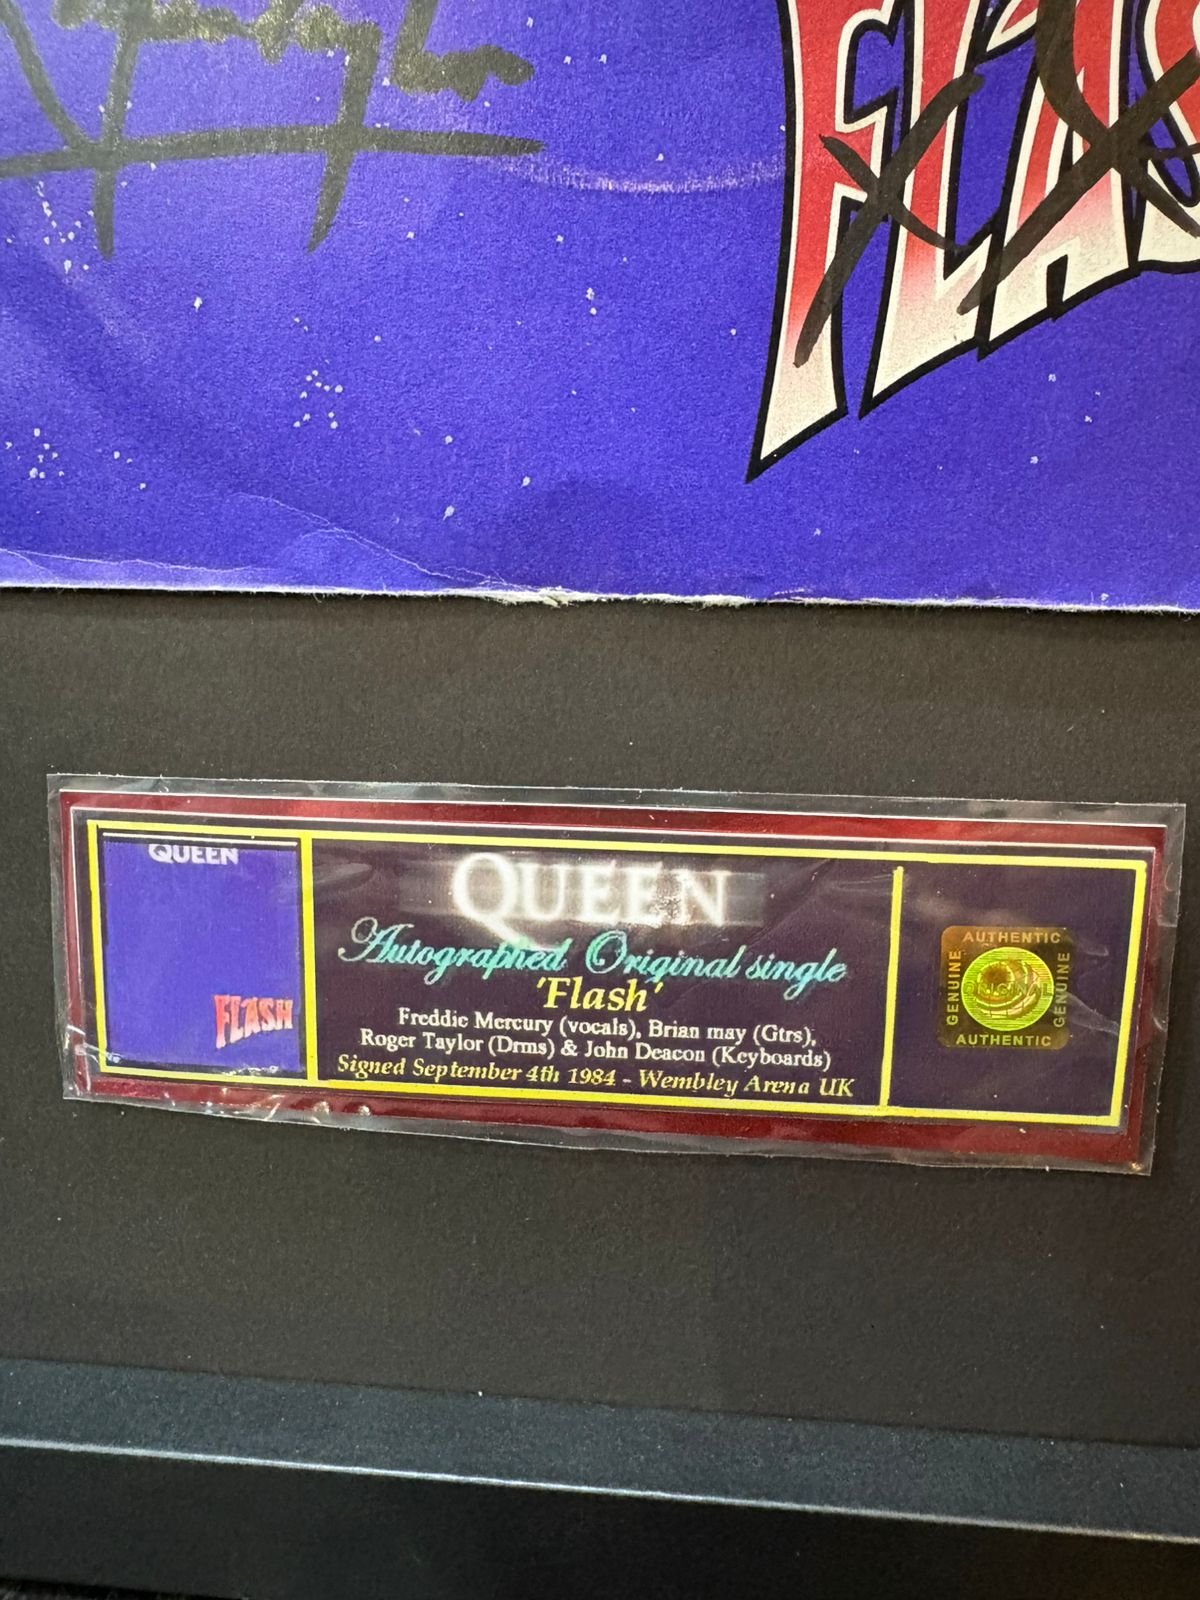 FLAS
QUEEN
FLASH
QUEEN
Autographed Original single
'Flash'
Freddie Mercury (vocals), Brian may (Gtrs),
Roger Taylor (Drms) & John Deacon (Keyboards)
Signed September 4th 1984 - Wembley Arena UK
AUTHENTIC
GENUINE
ORIGINAL
GENUINE
AUTHENTIC